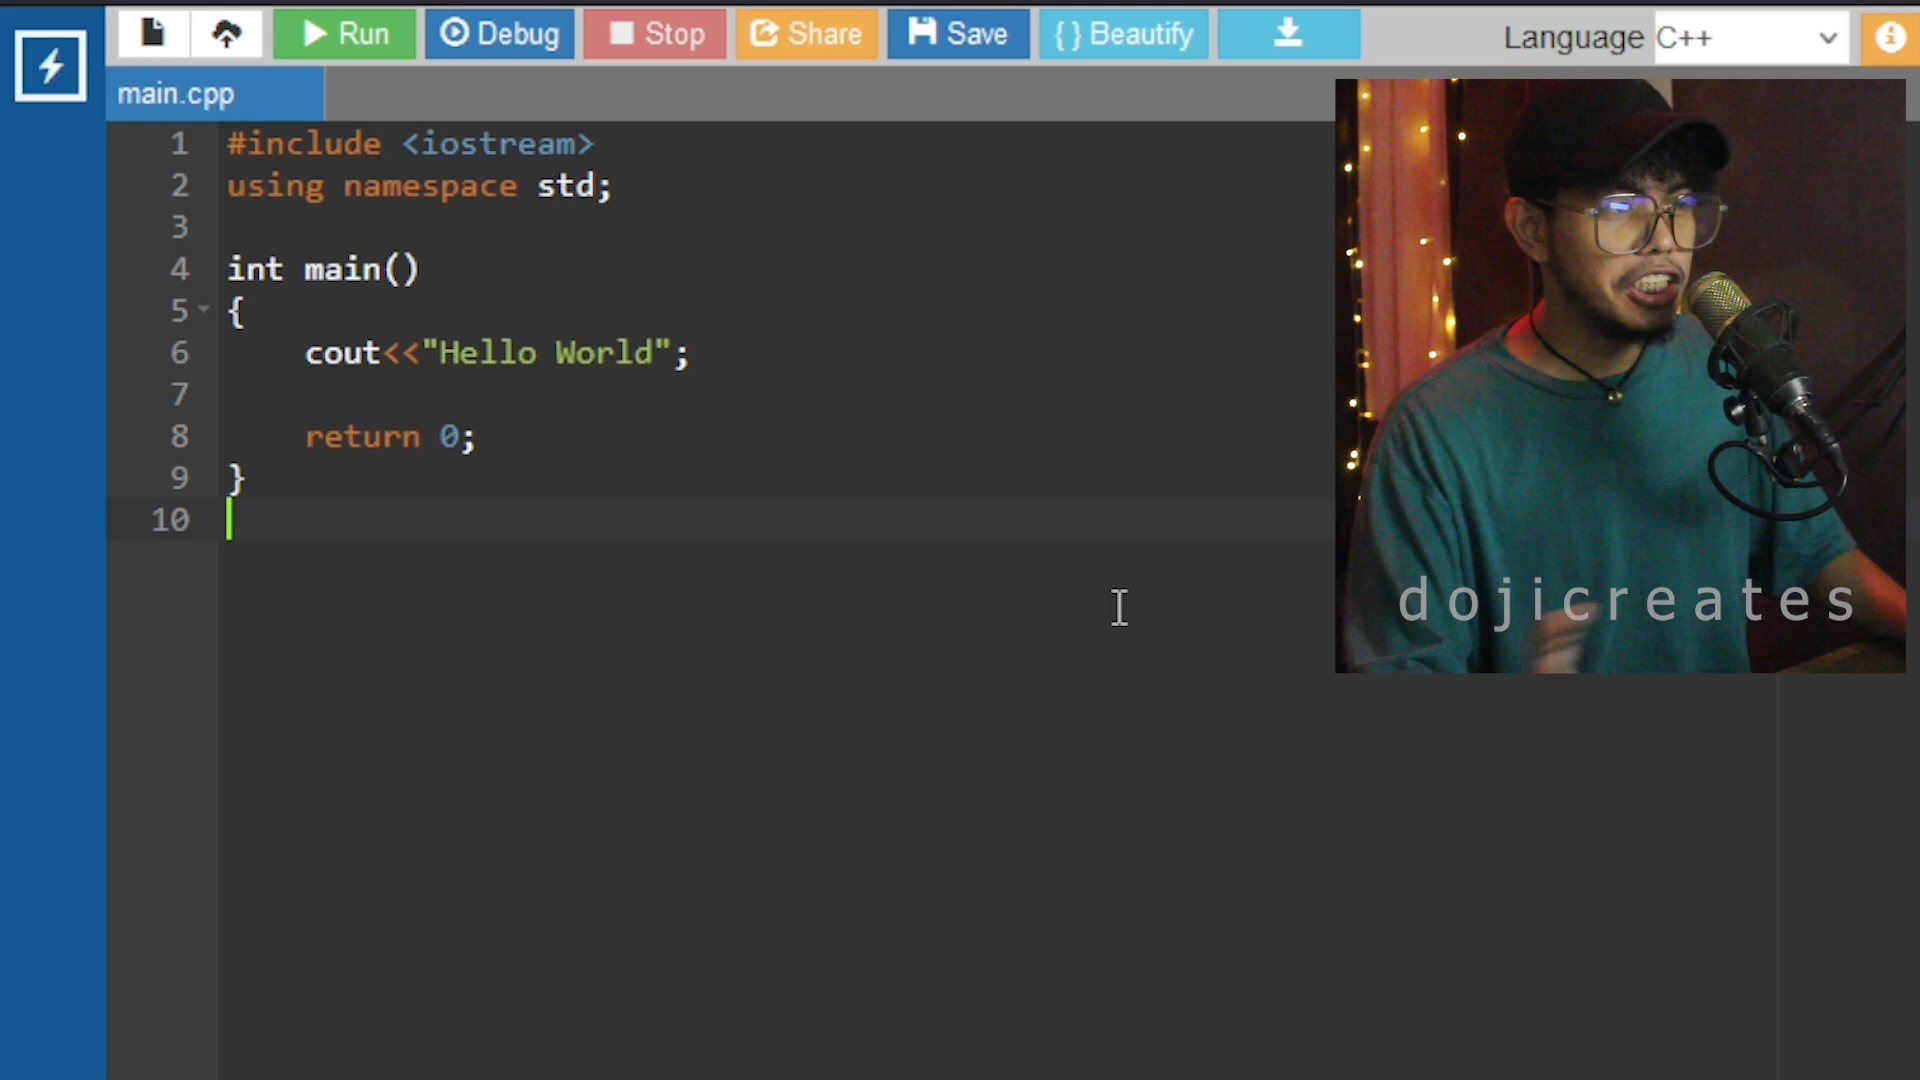 Run Debug Stop Share Save { } Beautify Language C++
main.cpp
1 #include <iostream>
2 using namespace std;
3
4 int main()
5 {
6 cout<<"Hello World";
7
8 return 0;
9 }
10
dojicreates